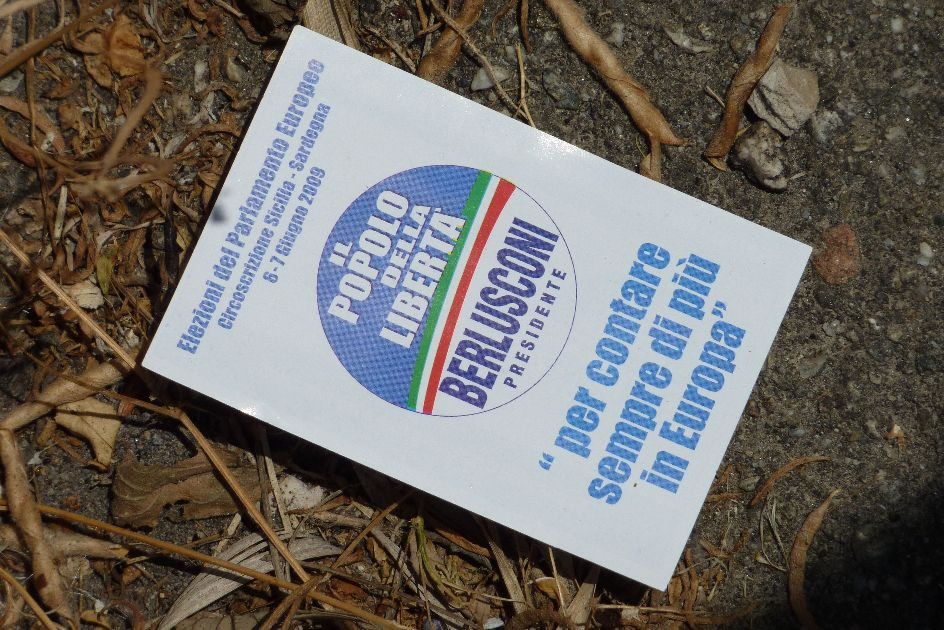 Elezioni del Parlamento Europeo
Circoscrizione Sicilia - Sardegna
6 - 7 Giugno 2009
IL
POPOLO
DELLA
LIBERTÀ
BERLUSCONI
PRESIDENTE
“per contare
sempre di più
in Europa”